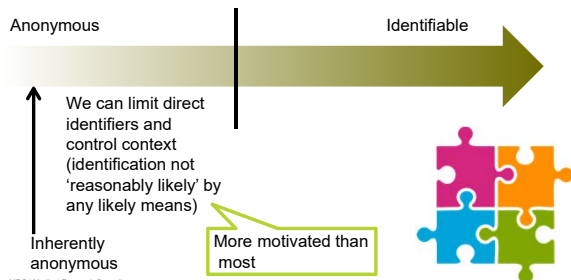 Anonymous
Identifiable
We can limit direct
identifiers and
control context
(identification not
‘reasonably likely’ by
any likely means)
Inherently
anonymous
More motivated than
most